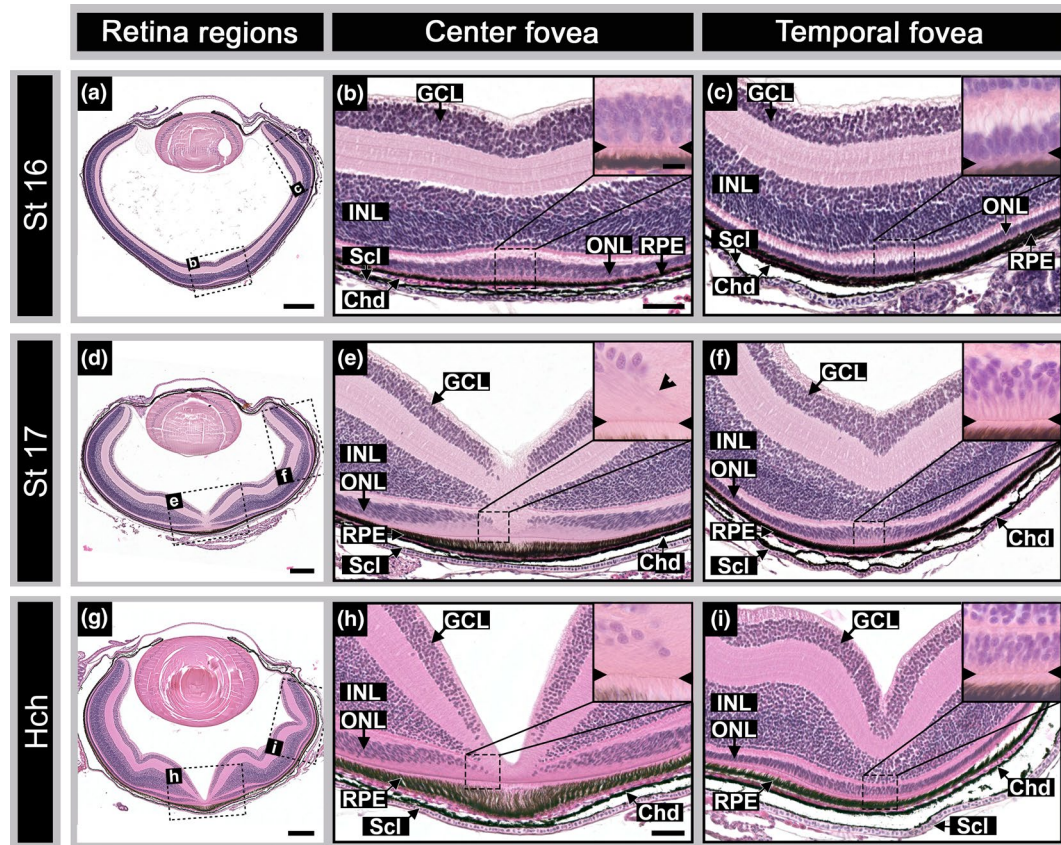 Retina regions
Center fovea
Temporal fovea
St 16
(a)
c
b
(b)
GCL
INL
Scl
Chd
ONL
RPE
(c)
GCL
INL
Scl
ONL
RPE
Chd
St 17
(d)
e
f
(e)
GCL
INL
ONL
RPE
Scl
Chd
(f)
GCL
INL
ONL
RPE
Scl
Chd
Hch
(g)
h
i
(h)
GCL
INL
ONL
RPE
Scl
Chd
(i)
GCL
INL
ONL
RPE
Chd
Scl